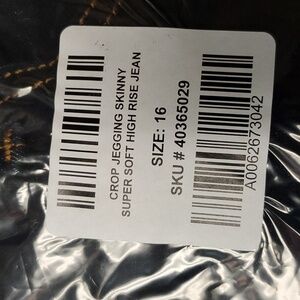 CROP JEGGING SKINNY
SUPER SOFT HIGH RISE JEAN
SIZE: 16
SKU # 40365029
A0062673042